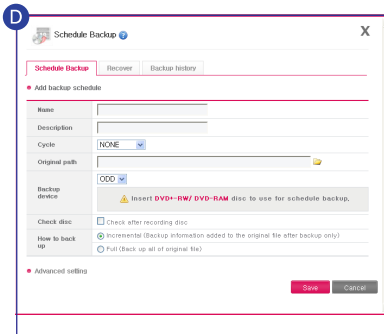 D
Schedule Backup ?
X
Schedule Backup Recover Backup history
Add backup schedule
Name
Description
Cycle NONE
Original path
Backup device ODD
Insert DVD+-RW/ DVD-RAM disc to use for schedule backup.
Check disc Check after recording disc
How to back up Incremental (Backup information added to the original file after backup only)
Full (Back up all of original file)
Advanced setting
Save Cancel